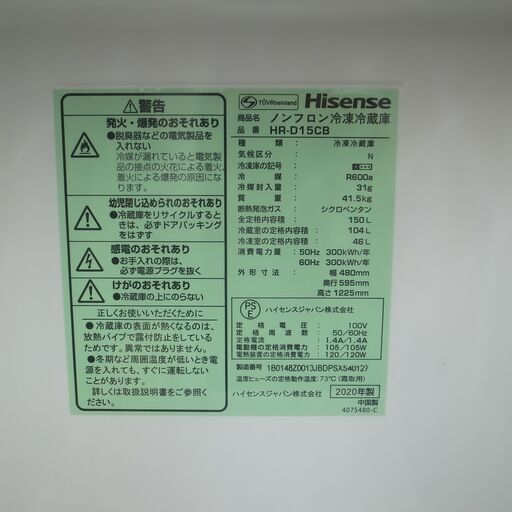 ⚠警告
発火・爆発のおそれあり
●脱臭器などの電気製品を
入れない
冷媒が漏れていると電気製
品の接点の火花による着火、
着火による発火の原因にな
ります。
幼児閉じ込められのおそれあり
●冷蔵庫をリサイクルすると
きは、必ずドアパッキング
をはずす
感電のおそれあり
●お手入れの際は、
必ず電源プラグを抜く
けがのおそれあり
●冷蔵庫の上にのらない
正しくお使いいただくために
●冷蔵庫の表面が熱くなるのは、
放熱パイプで露付防止をしている
ためです。異常ではありません。
●冬期など周囲温度が低いとき電
源を入れても、すぐに運転しない
ことがあります。
詳しくは取扱説明書をご参照
ください。
TÜVRheinland Hisense
商品名 ノンフロン冷凍冷蔵庫
品番 HR-D15CB
種類: 冷凍冷蔵庫
気候区分: N
冷凍庫の記号:
冷媒: R600a
冷媒封入量: 31g
質量: 41.5kg
断熱発泡ガス: シクロペンタン
全定格内容積: 150L
冷蔵室の定格内容積: 104L
冷凍室の定格内容積: 46L
消費電力量: 50Hz 300kWh/年
60Hz 300kWh/年
外形寸法: 幅 480mm
奥行 595mm
高さ 1225mm
PSE ハイセンスジャパン株式会社
定格電圧: 100V
定格周波数: 50/60Hz
定格電流: 1.4A/1.4A
電動機の定格消費電力: 105/105W
電熱装置の定格消費電力: 120/120W
製造番号 1B0148Z0013JBDPSXS40127
温度ヒューズの定格動作温度:73℃(霜取用)
ハイセンスジャパン株式会社
2020年製
中国製
4075480-C